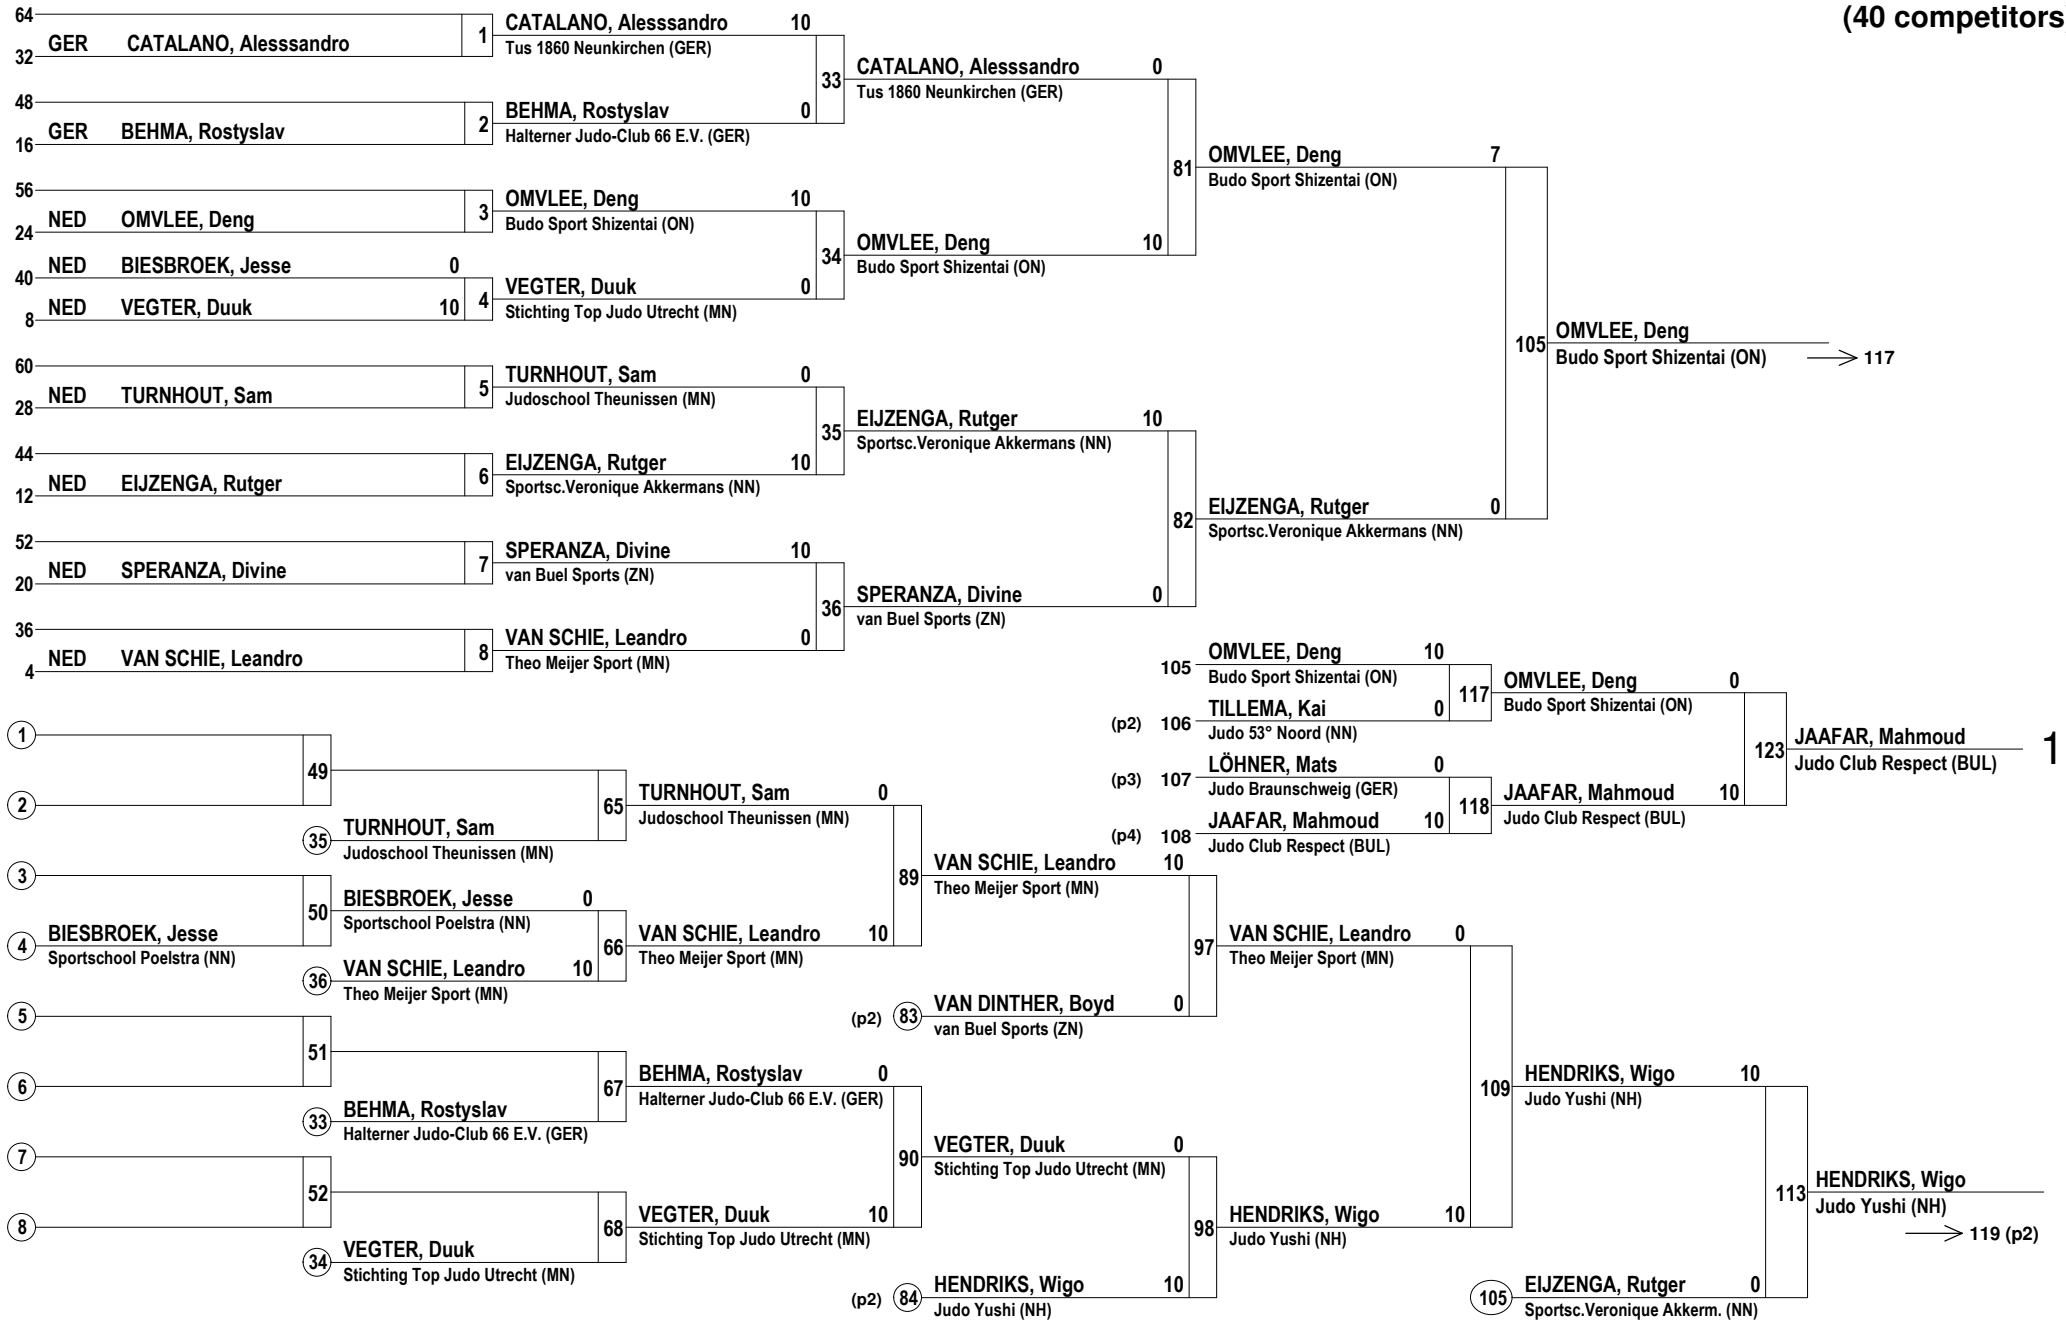 (40 competitors
64
GER CATALANO, Alesssandro 1
32
CATALANO, Alesssandro 10
Tus 1860 Neunkirchen (GER)
48
GER BEHMA, Rostyslav 2
16
BEHMA, Rostyslav 0
Halterner Judo-Club 66 E.V. (GER)
33
CATALANO, Alesssandro 0
Tus 1860 Neunkirchen (GER)
56
NED OMVLEE, Deng 3
24
OMVLEE, Deng 10
Budo Sport Shizentai (ON)
NED BIESBROEK, Jesse 0
40
NED VEGTER, Duuk 10 4
8
VEGTER, Duuk 0
Stichting Top Judo Utrecht (MN)
34
OMVLEE, Deng 10
Budo Sport Shizentai (ON)
81
OMVLEE, Deng 7
Budo Sport Shizentai (ON)
60
NED TURNHOUT, Sam 5
28
TURNHOUT, Sam 0
Judoschool Theunissen (MN)
44
NED EIJZENGA, Rutger 6
12
EIJZENGA, Rutger 10
Sportsc.Veronique Akkermans (NN)
35
EIJZENGA, Rutger 10
Sportsc.Veronique Akkermans (NN)
52
NED SPERANZA, Divine 7
20
SPERANZA, Divine 10
van Buel Sports (ZN)
36
NED VAN SCHIE, Leandro 8
4
VAN SCHIE, Leandro 0
Theo Meijer Sport (MN)
36
SPERANZA, Divine 0
van Buel Sports (ZN)
82
EIJZENGA, Rutger 0
Sportsc.Veronique Akkermans (NN)
105
OMVLEE, Deng
Budo Sport Shizentai (ON) 117
105 OMVLEE, Deng 10
Budo Sport Shizentai (ON)
(p2) 106 TILLEMA, Kai 0
Judo 53° Noord (NN)
117
OMVLEE, Deng 0
Budo Sport Shizentai (ON)
(p3) 107 LÖHNER, Mats 0
Judo Braunschweig (GER)
(p4) 108 JAAFAR, Mahmoud 10
Judo Club Respect (BUL)
118
JAAFAR, Mahmoud 10
Judo Club Respect (BUL)
123
JAAFAR, Mahmoud 1
Judo Club Respect (BUL)
1
2
49
35 TURNHOUT, Sam
Judoschool Theunissen (MN)
65
TURNHOUT, Sam 0
Judoschool Theunissen (MN)
3
4 BIESBROEK, Jesse
Sportschool Poelstra (NN)
50
BIESBROEK, Jesse 0
Sportschool Poelstra (NN)
36 VAN SCHIE, Leandro 10
Theo Meijer Sport (MN)
66
VAN SCHIE, Leandro 10
Theo Meijer Sport (MN)
89
VAN SCHIE, Leandro 10
Theo Meijer Sport (MN)
(p2) 83 VAN DINTHER, Boyd 0
van Buel Sports (ZN)
97
VAN SCHIE, Leandro 0
Theo Meijer Sport (MN)
5
6
51
33 BEHMA, Rostyslav
Halterner Judo-Club 66 E.V. (GER)
67
BEHMA, Rostyslav 0
Halterner Judo-Club 66 E.V. (GER)
7
8
52
34 VEGTER, Duuk
Stichting Top Judo Utrecht (MN)
68
VEGTER, Duuk 10
Stichting Top Judo Utrecht (MN)
90
VEGTER, Duuk 0
Stichting Top Judo Utrecht (MN)
(p2) 84 HENDRIKS, Wigo 10
Judo Yushi (NH)
98
HENDRIKS, Wigo 10
Judo Yushi (NH)
109
HENDRIKS, Wigo 10
Judo Yushi (NH)
105 EIJZENGA, Rutger 0
Sportsc.Veronique Akkerm. (NN)
113
HENDRIKS, Wigo
Judo Yushi (NH)
119 (p2)